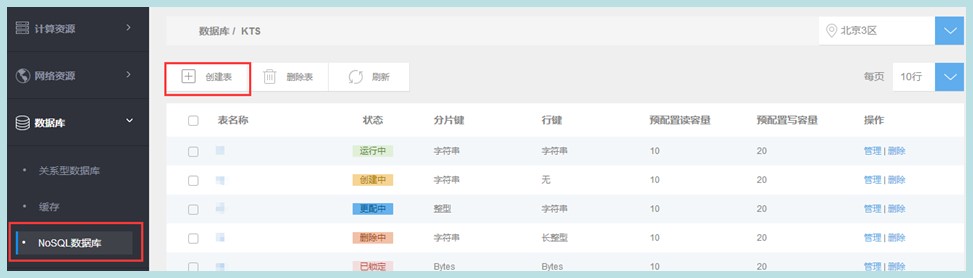 计算资源
网络资源
数据库
关系型数据库
缓存
NoSQL数据库
数据库 / KTS
北京3区
创建表 删除表 刷新
每页 10行
表名称 状态 分片键 行键 预配置读容量 预配置写容量 操作
运行中 字符串 字符串 10 20 管理 | 删除
创建中 字符串 无 10 20 管理 | 删除
更配中 整型 字符串 10 20 管理 | 删除
删除中 字符串 长整型 10 20 管理 | 删除
已锁定 Bytes Bytes 10 20 管理 | 删除